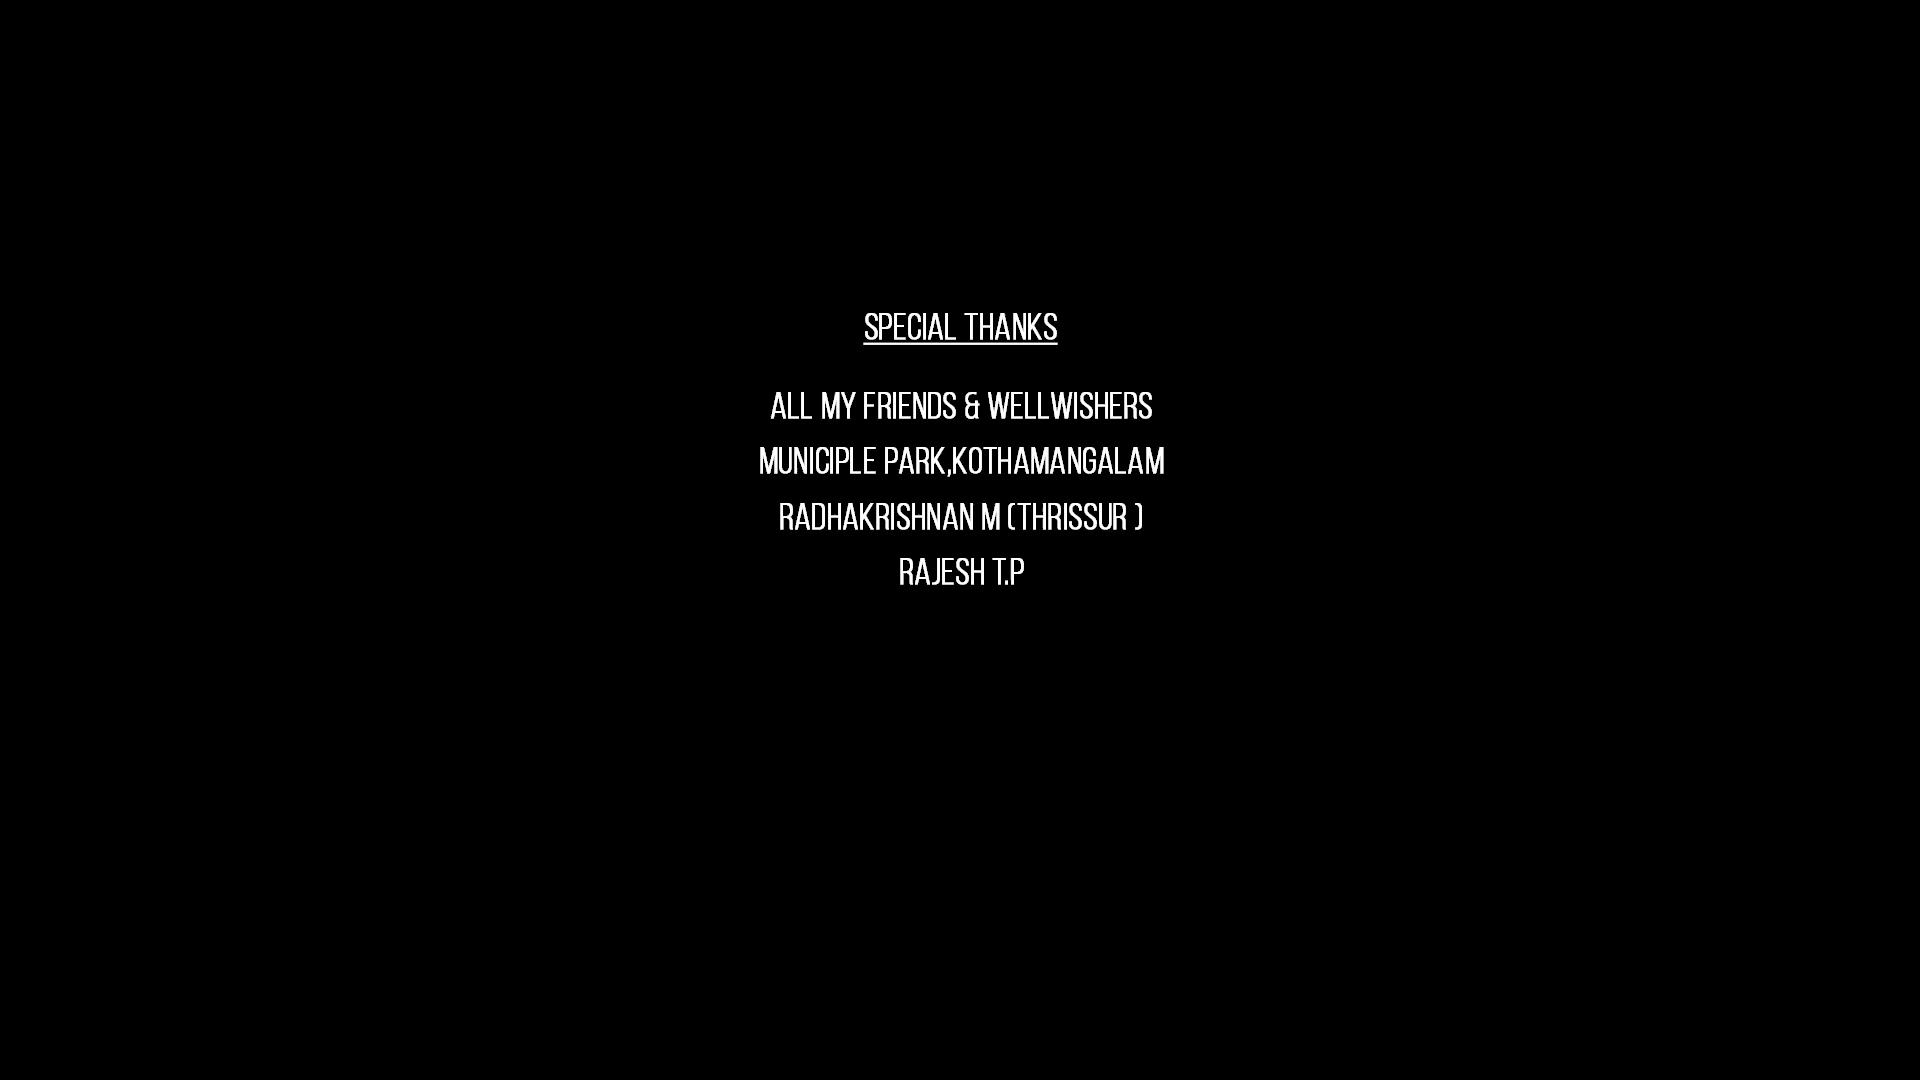 SPECIAL THANKS
ALL MY FRIENDS & WELLWISHERS
MUNICIPLE PARK,KOTHAMANGALAM
RADHAKRISHNAN M (THRISSUR )
RAJESH T.P